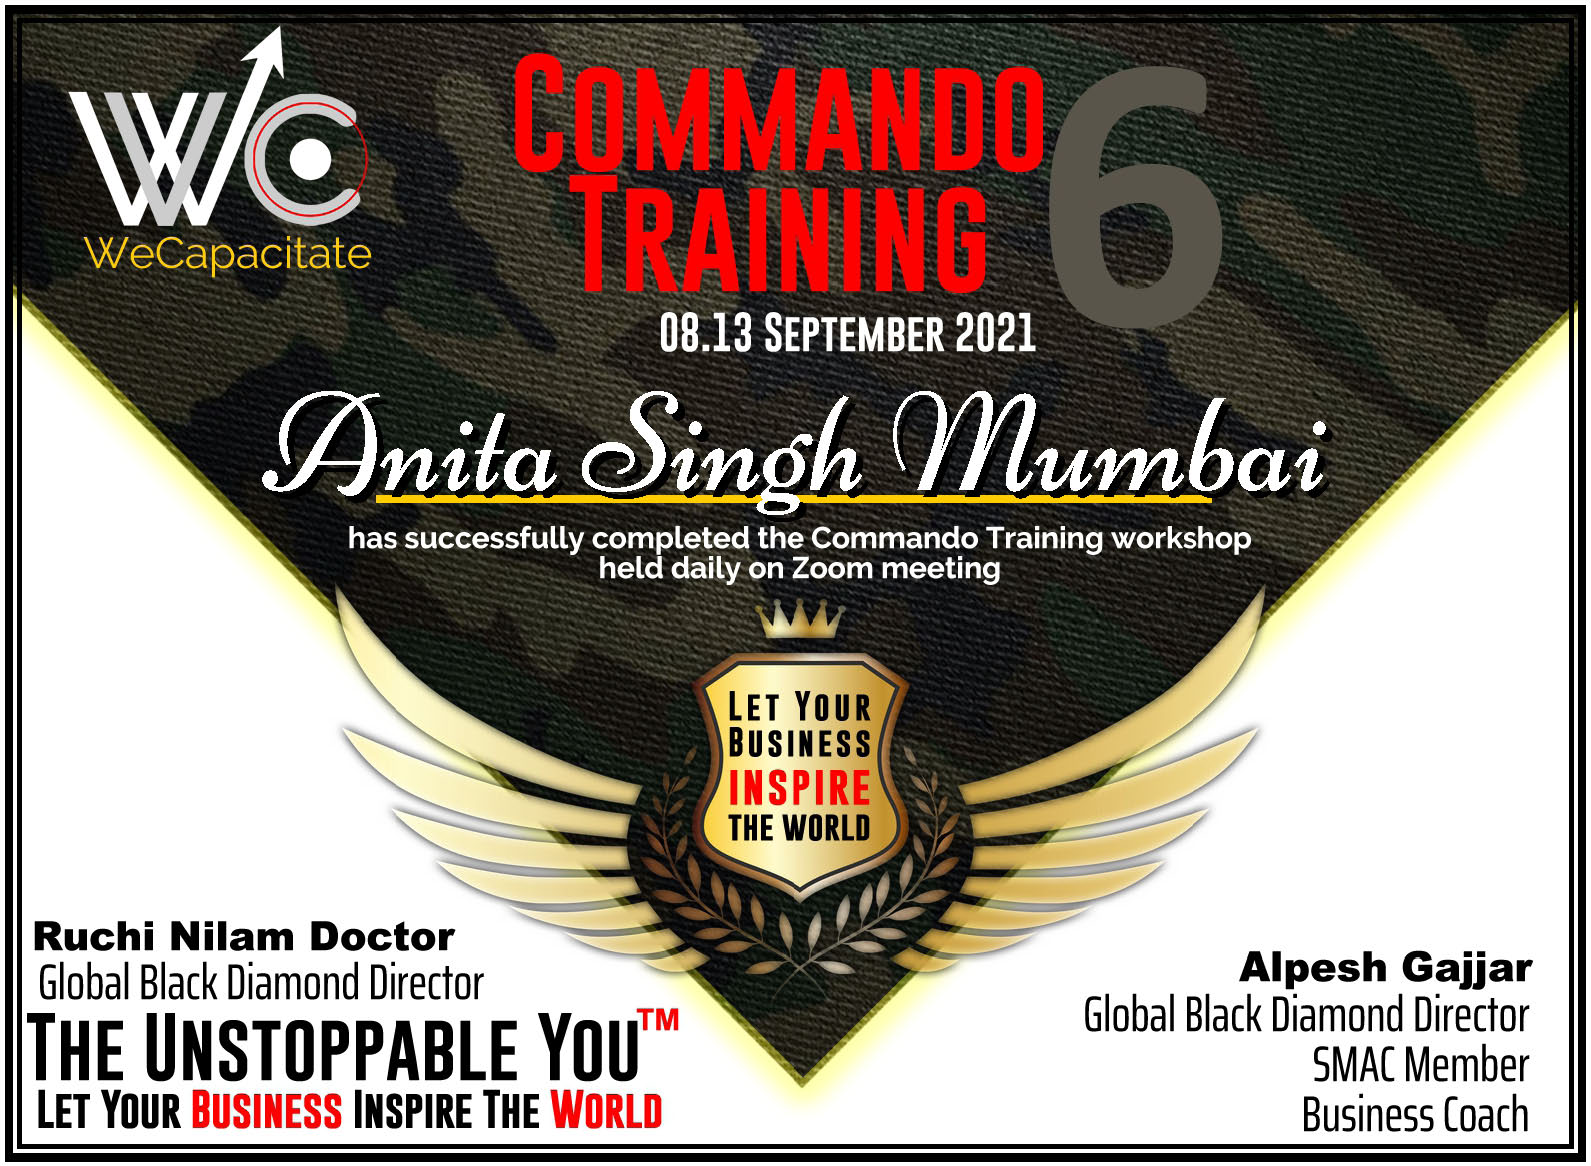 WC
WeCapacitate
COMMANDO
TRAINING
6
08.13 SEPTEMBER 2021
Anita Singh Mumbai
has successfully completed the Commando Training workshop
held daily on Zoom meeting
LET YOUR
BUSINESS
INSPIRE
THE WORLD
Ruchi Nilam Doctor
Global Black Diamond Director
THE UNSTOPPABLE YOU™
LET YOUR BUSINESS INSPIRE THE WORLD
Alpesh Gajjar
Global Black Diamond Director
SMAC Member
Business Coach